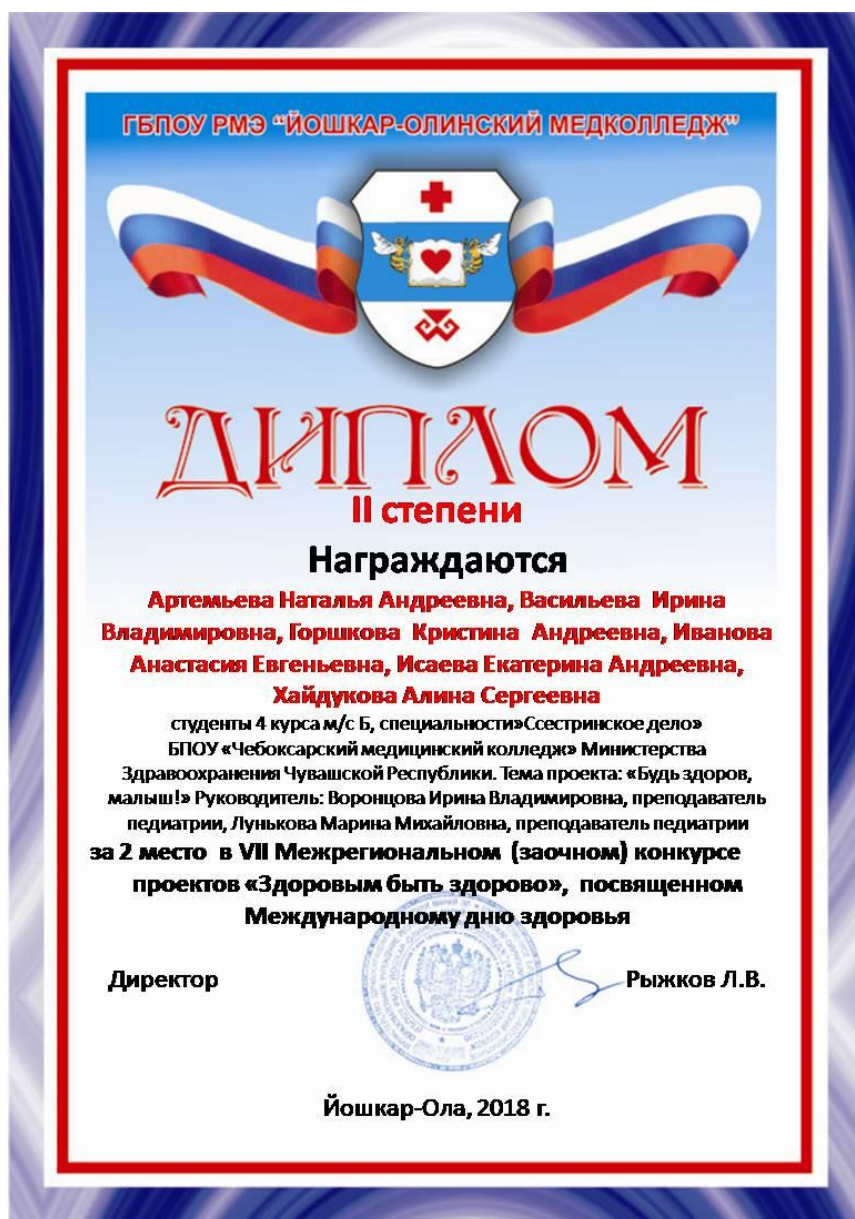 ГБПОУ РМЭ "ЙОШКАР-ОЛИНСКИЙ МЕДКОЛЛЕДЖ"
ДИПЛОМ
II степени
Награждаются
Артемьева Наталья Андреевна, Васильева Ирина
Владимировна, Горшкова Кристина Андреевна, Иванова
Анастасия Евгеньевна, Исаева Екатерина Андреевна,
Хайдукова Алина Сергеевна
студенты 4 курса м/с Б, специальности»Ссестринское дело»
БПОУ «Чебоксарский медицинский колледж» Министерства
Здравоохранения Чувашской Республики. Тема проекта: «Будь здоров,
малыш!» Руководитель: Воронцова Ирина Владимировна, преподаватель
педиатрии, Лунькова Марина Михайловна, преподаватель педиатрии
за 2 место в VII Межрегиональном (заочном) конкурсе
проектов «Здоровым быть здорово», посвященном
Международному дню здоровья
Директор Рыжков Л.В.
Йошкар-Ола, 2018 г.